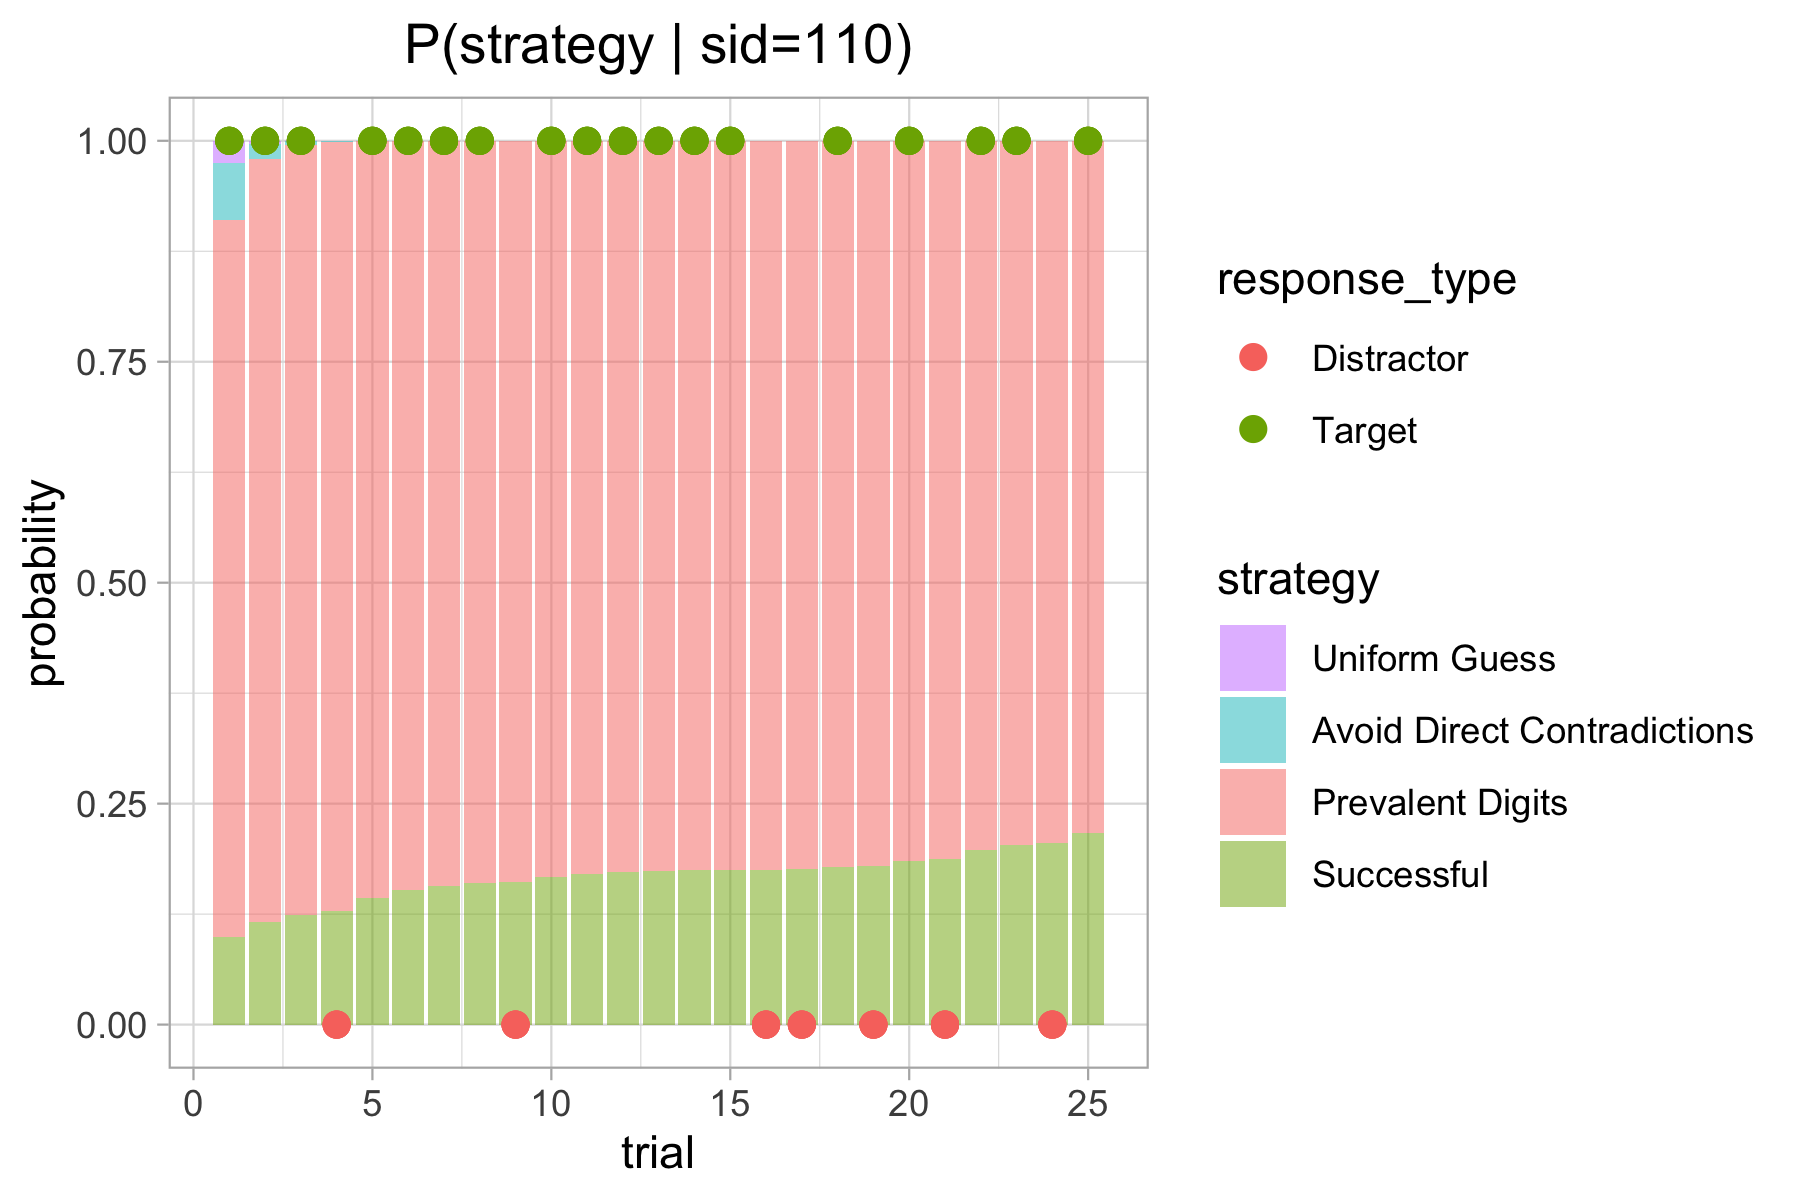 P(strategy | sid=110)
1.00
0.75
0.50
0.25
0.00
probability
0 5 10 15 20 25
trial
response_type
Distractor
Target
strategy
Uniform Guess
Avoid Direct Contradictions
Prevalent Digits
Successful